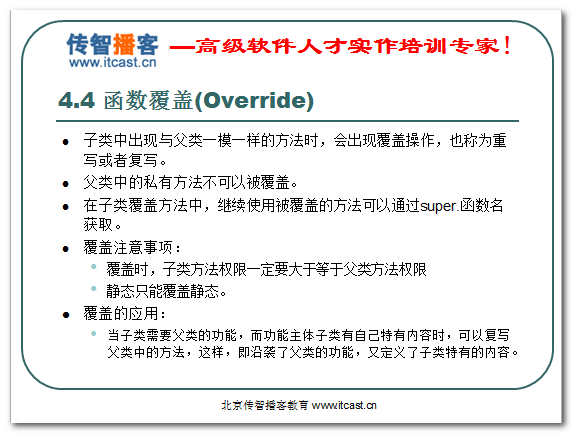 传智播客 —高级软件人才实作培训专家!
www.itcast.cn
4.4 函数覆盖(Override)
● 子类中出现与父类一模一样的方法时，会出现覆盖操作，也称为重
写或者复写。
● 父类中的私有方法不可以被覆盖。
● 在子类覆盖方法中，继续使用被覆盖的方法可以通过super.函数名
获取。
● 覆盖注意事项：
• 覆盖时，子类方法权限一定要大于等于父类方法权限
• 静态只能覆盖静态。
● 覆盖的应用：
• 当子类需要父类的功能，而功能主体子类有自己特有内容时，可以复写
父类中的方法，这样，即沿袭了父类的功能，又定义了子类特有的内容。
北京传智播客教育 www.itcast.cn